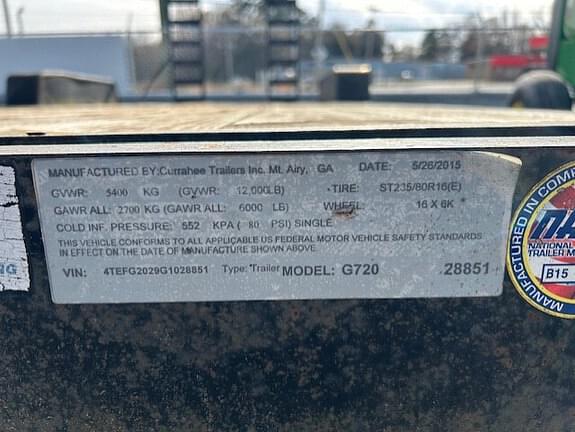 MANUFACTURED BY:Currahee Trailers Inc. Mt. Airy, GA DATE: 5/26/2015
GVWR: 5400 KG (GVWR: 12,000LB) TIRE: ST235/80R16(E)
GAWR ALL: 2700 KG (GAWR ALL: 6000 LB) WHEEL: 16 X 6K
COLD INF. PRESSURE: 552 KPA ( 80 PSI) SINGLE
THIS VEHICLE CONFORMS TO ALL APPLICABLE US FEDERAL MOTOR VEHICLE SAFETY STANDARDS
IN EFFECT ON THE DATE OF MANUFACTURE SHOWN ABOVE.
VIN: 4TEFG2029G1028851 Type: Trailer MODEL: G720 28851
MANUFACTURED IN COMP
NATIONAL
TRAILER M
B15
NG